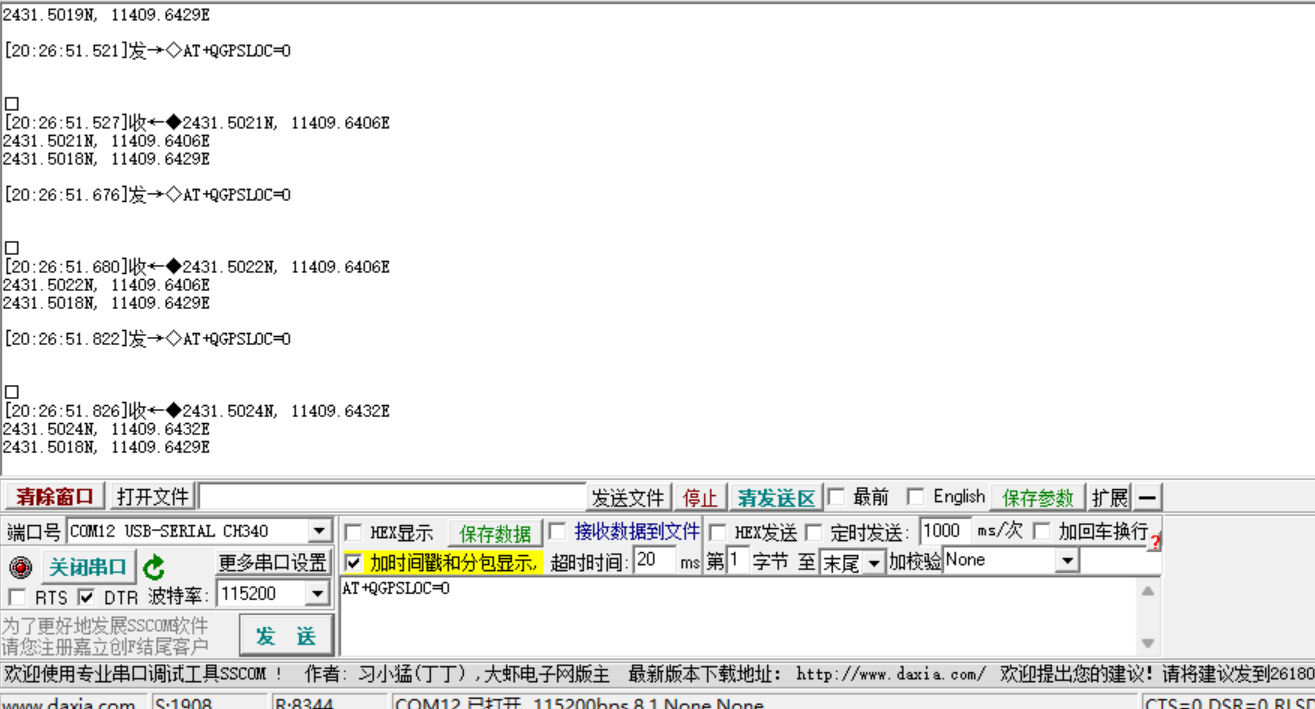 2431.5019N, 11409.6429E
[20:26:51.521]发→◇AT+QGPSLOC=0
□
[20:26:51.527]收←◆2431.5021N, 11409.6406E
2431.5021N, 11409.6406E
2431.5018N, 11409.6429E
[20:26:51.676]发→◇AT+QGPSLOC=0
□
[20:26:51.680]收←◆2431.5022N, 11409.6406E
2431.5022N, 11409.6406E
2431.5018N, 11409.6429E
[20:26:51.822]发→◇AT+QGPSLOC=0
□
[20:26:51.826]收←◆2431.5024N, 11409.6432E
2431.5024N, 11409.6432E
2431.5018N, 11409.6429E
清除窗口 打开文件 发送文件 停止 清发送区 最前 English 保存参数 扩展 —
端口号 COM12 USB-SERIAL CH340 HEX显示 保存数据 接收数据到文件 HEX发送 定时发送: 1000 ms/次 加回车换行 ?
关闭串口 更多串口设置 加时间戳和分包显示, 超时时间: 20 ms 第 1 字节 至 末尾 加校验 None
RTS DTR 波特率: 115200 AT+QGPSLOC=0
为了更好地发展SSCOM软件
请您注册嘉立创F结尾客户
发 送
欢迎使用专业串口调试工具SSCOM ! 作者: 习小猛(丁丁) ,大虾电子网版主 最新版本下载地址: http://www.daxia.com/ 欢迎提出您的建议! 请将建议发到26180
www.daxia.com S:1908 R:8344 COM12 已打开 115200bps,8,1,None,None CTS=0 DSR=0 RLSD